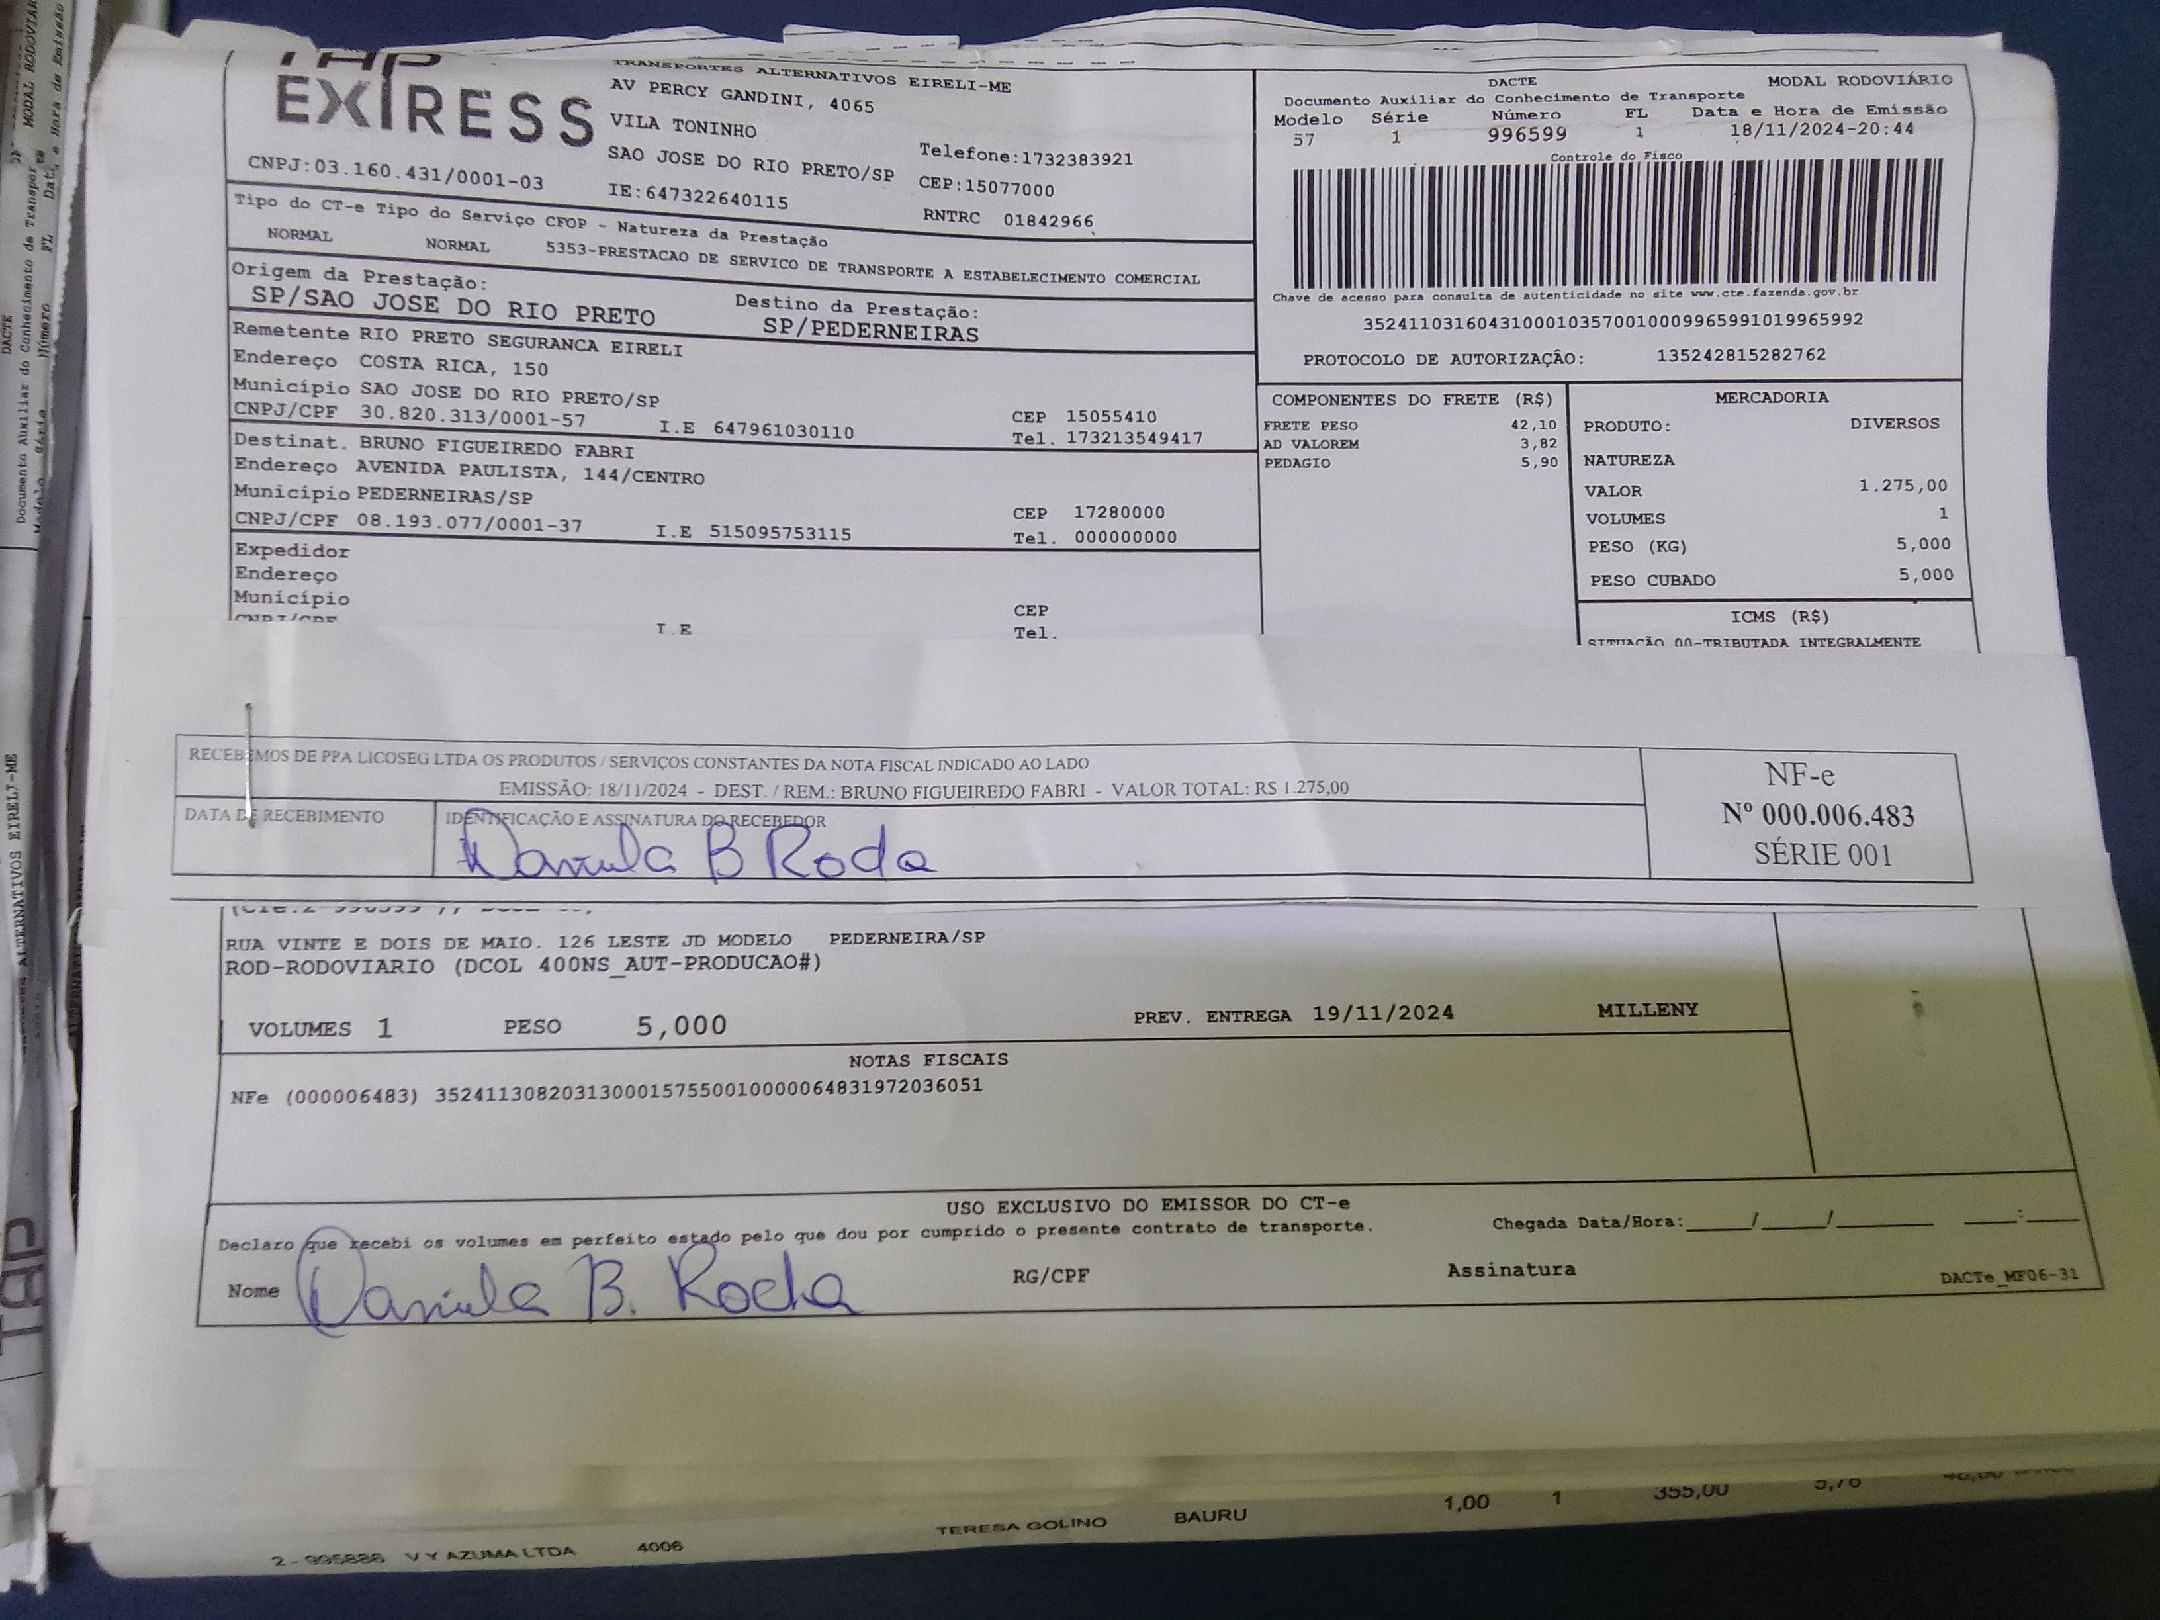 TAP
EXPRESS
TRANSPORTES ALTERNATIVOS EIRELI-ME
AV PERCY GANDINI, 4065
VILA TONINHO
SAO JOSE DO RIO PRETO/SP
Telefone:1732383921
CEP:15077000
CNPJ:03.160.431/0001-03
IE:647322640115
RNTRC 01842966
Tipo do CT-e Tipo do Serviço CFOP - Natureza da Prestação
NORMAL NORMAL 5353-PRESTACAO DE SERVICO DE TRANSPORTE A ESTABELECIMENTO COMERCIAL
Origem da Prestação:
SP/SAO JOSE DO RIO PRETO
Destino da Prestação:
SP/PEDERNEIRAS
Remetente RIO PRETO SEGURANCA EIRELI
Endereço COSTA RICA, 150
Município SAO JOSE DO RIO PRETO/SP
CEP 15055410
CNPJ/CPF 30.820.313/0001-57 I.E 647961030110 Tel. 173213549417
Destinat. BRUNO FIGUEIREDO FABRI
Endereço AVENIDA PAULISTA, 144/CENTRO
Município PEDERNEIRAS/SP
CEP 17280000
CNPJ/CPF 08.193.077/0001-37 I.E 515095753115 Tel. 000000000
Expedidor
Endereço
Município
CEP
CNPJ/CPF I.E Tel.
DACTE MODAL RODOVIÁRIO
Documento Auxiliar do Conhecimento de Transporte
Modelo Série Número FL Data e Hora de Emissão
57 1 996599 1 18/11/2024-20:44
Controle do Fisco
Chave de acesso para consulta de autenticidade no site www.cte.fazenda.gov.br
35241103160431000103570010009965991019965992
PROTOCOLO DE AUTORIZAÇÃO: 135242815282762
COMPONENTES DO FRETE (R$)
FRETE PESO 42,10
AD VALOREM 3,82
PEDAGIO 5,90
MERCADORIA
PRODUTO: DIVERSOS
NATUREZA
VALOR 1.275,00
VOLUMES 1
PESO (KG) 5,000
PESO CUBADO 5,000
ICMS (R$)
SITUAÇÃO 00-TRIBUTADA INTEGRALMENTE
RECEBEMOS DE PPA LICOSEG LTDA OS PRODUTOS / SERVIÇOS CONSTANTES DA NOTA FISCAL INDICADO AO LADO
EMISSÃO: 18/11/2024 - DEST. / REM.: BRUNO FIGUEIREDO FABRI - VALOR TOTAL: R$ 1.275,00
DATA DE RECEBIMENTO
IDENTIFICAÇÃO E ASSINATURA DO RECEBEDOR
Daniela B Roda
NF-e
Nº 000.006.483
SÉRIE 001
RUA VINTE E DOIS DE MAIO. 126 LESTE JD MODELO PEDERNEIRA/SP
ROD-RODOVIARIO (DCOL 400NS_AUT-PRODUCAO#)
VOLUMES 1 PESO 5,000 PREV. ENTREGA 19/11/2024 MILLENY
NOTAS FISCAIS
NFe (000006483) 35241130820313000157550010000064831972036051
USO EXCLUSIVO DO EMISSOR DO CT-e
Declaro que recebi os volumes em perfeito estado pelo que dou por cumprido o presente contrato de transporte.
Chegada Data/Hora:_____/_____/_______ ____:____
Nome Daniela B. Rocha RG/CPF Assinatura
DACTe_MF06-31
2 - 995886 V Y AZUMA LTDA 4006 TERESA GOLINO BAURU 1,00 1 355,00 5,76